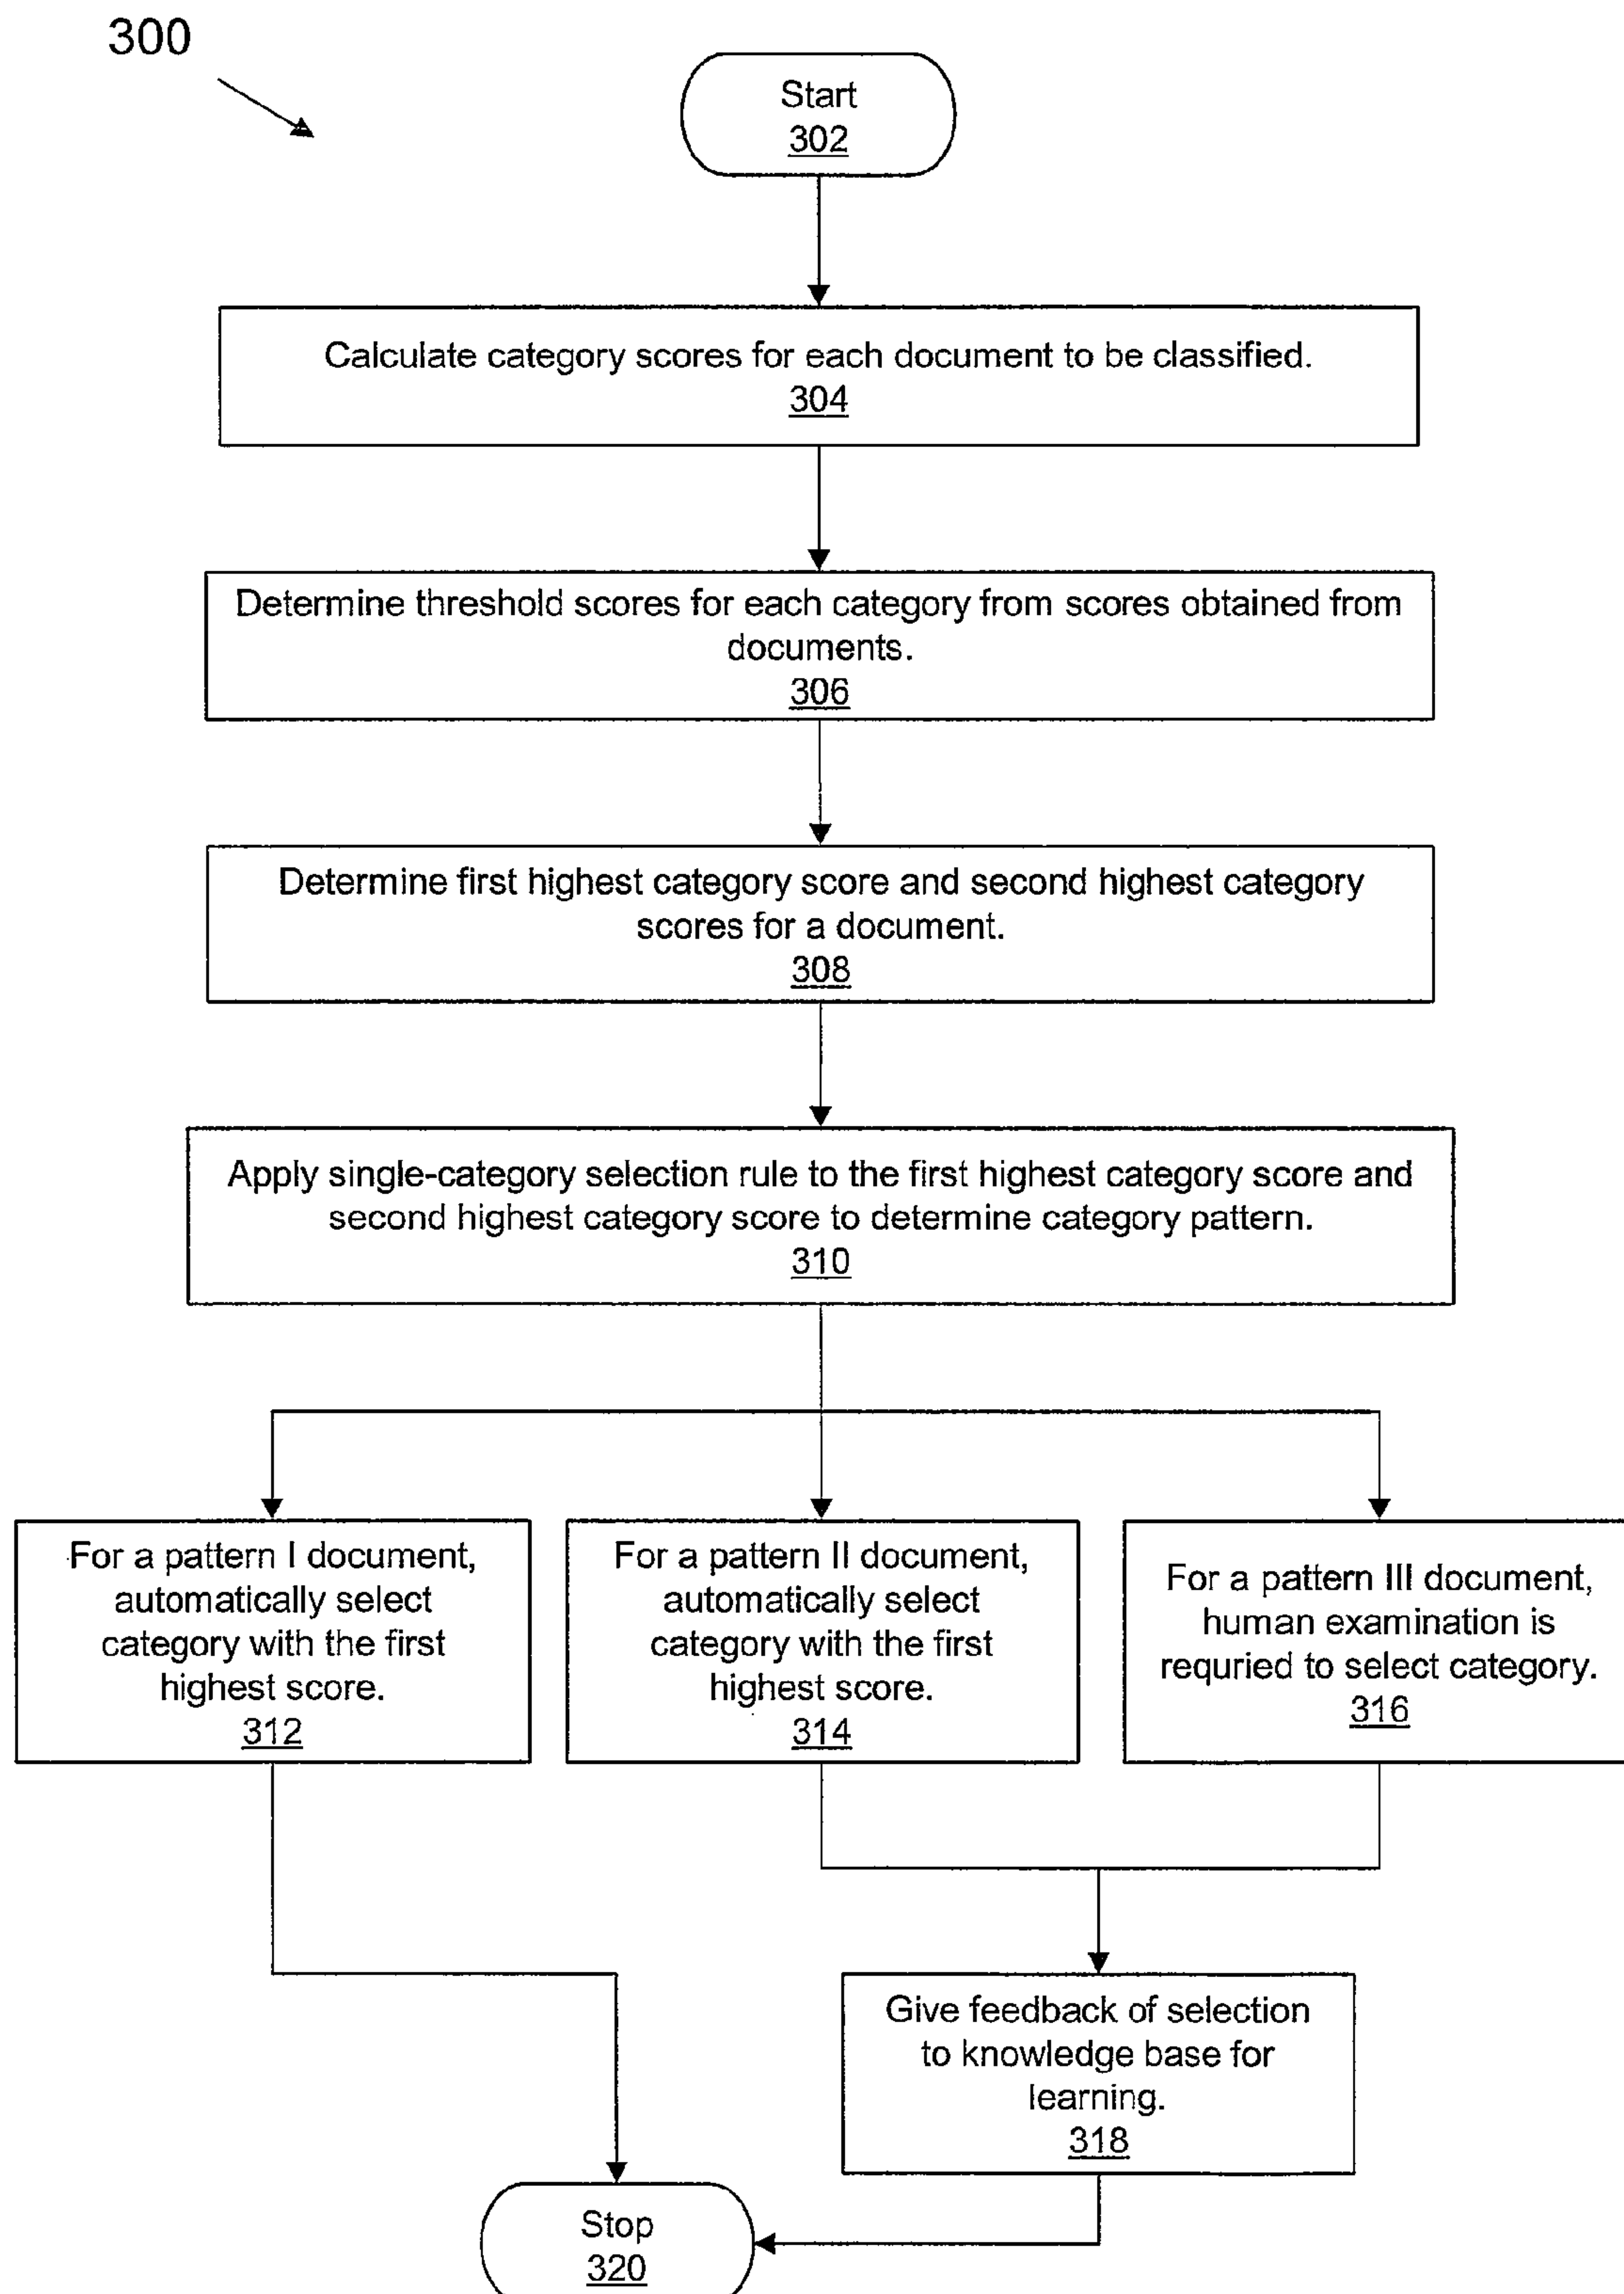 300
Start
302
Calculate category scores for each document to be classified.
304
Determine threshold scores for each category from scores obtained from
documents.
306
Determine first highest category score and second highest category
scores for a document.
308
Apply single-category selection rule to the first highest category score and
second highest category score to determine category pattern.
310
For a pattern I document,
automatically select
category with the first
highest score.
312
For a pattern II document,
automatically select
category with the first
highest score.
314
For a pattern III document,
human examination is
requried to select category.
316
Give feedback of selection
to knowledge base for
learning.
318
Stop
320